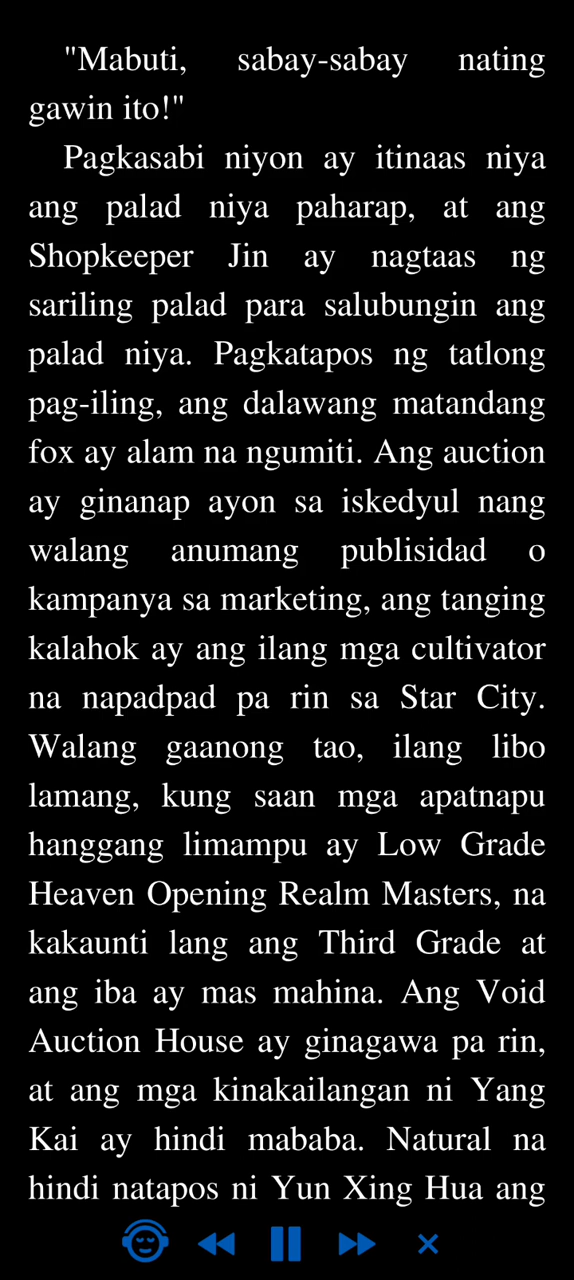 "Mabuti, sabay-sabay nating
gawin ito!"
Pagkasabi niyon ay itinaas niya
ang palad niya paharap, at ang
Shopkeeper Jin ay nagtaas ng
sariling palad para salubungin ang
palad niya. Pagkatapos ng tatlong
pag-iling, ang dalawang matandang
fox ay alam na ngumiti. Ang auction
ay ginanap ayon sa iskedyul nang
walang anumang publisidad o
kampanya sa marketing, ang tanging
kalahok ay ang ilang mga cultivator
na napadpad pa rin sa Star City.
Walang gaanong tao, ilang libo
lamang, kung saan mga apatnapu
hanggang limampu ay Low Grade
Heaven Opening Realm Masters, na
kakaunti lang ang Third Grade at
ang iba ay mas mahina. Ang Void
Auction House ay ginagawa pa rin,
at ang mga kinakailangan ni Yang
Kai ay hindi mababa. Natural na
hindi natapos ni Yun Xing Hua ang